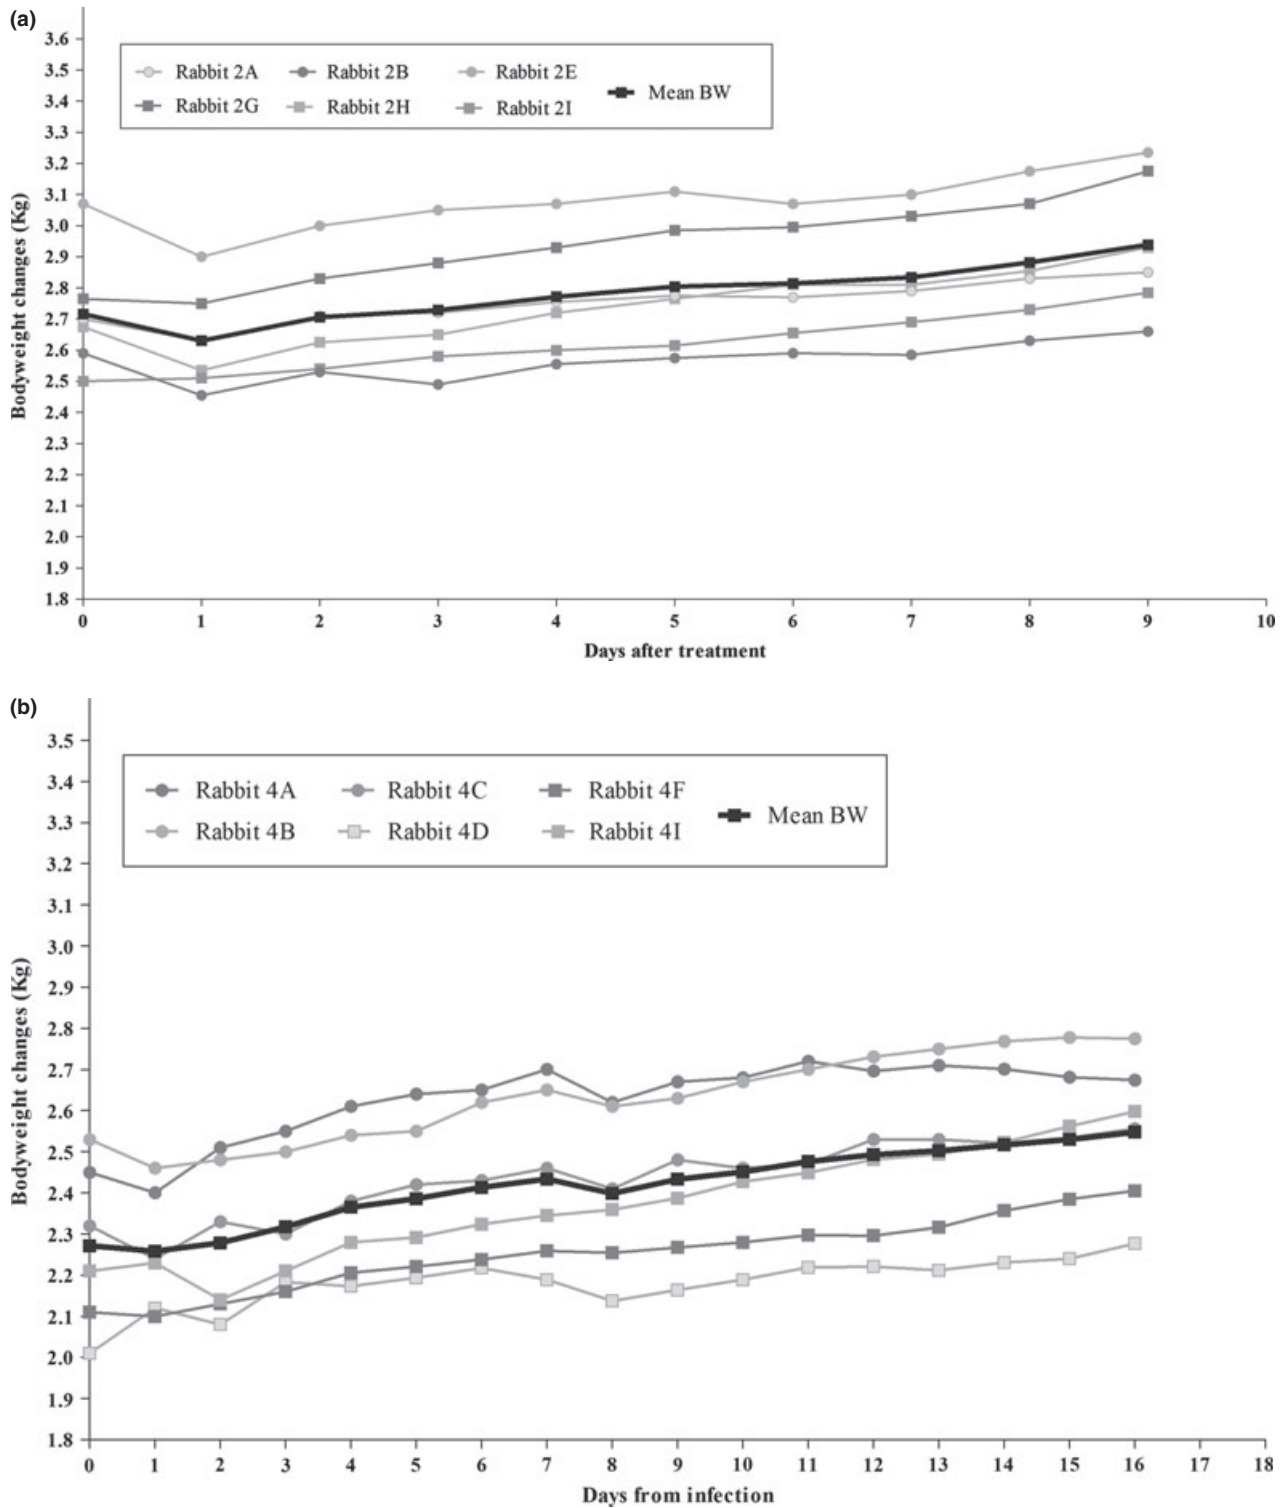 (a)
3.6
3.5
3.4
3.3
3.2
3.1
3.0
2.9
2.8
2.7
2.6
2.5
2.4
2.3
2.2
2.1
2.0
1.9
1.8
Bodyweight changes (Kg)
Rabbit 2A Rabbit 2B Rabbit 2E
Rabbit 2G Rabbit 2H Rabbit 2I
Mean BW
0 1 2 3 4 5 6 7 8 9 10
Days after treatment
(b)
3.5
3.4
3.3
3.2
3.1
3.0
2.9
2.8
2.7
2.6
2.5
2.4
2.3
2.2
2.1
2.0
1.9
1.8
Bodyweight changes (Kg)
Rabbit 4A Rabbit 4C Rabbit 4F
Rabbit 4B Rabbit 4D Rabbit 4I
Mean BW
0 1 2 3 4 5 6 7 8 9 10 11 12 13 14 15 16 17 18
Days from infection